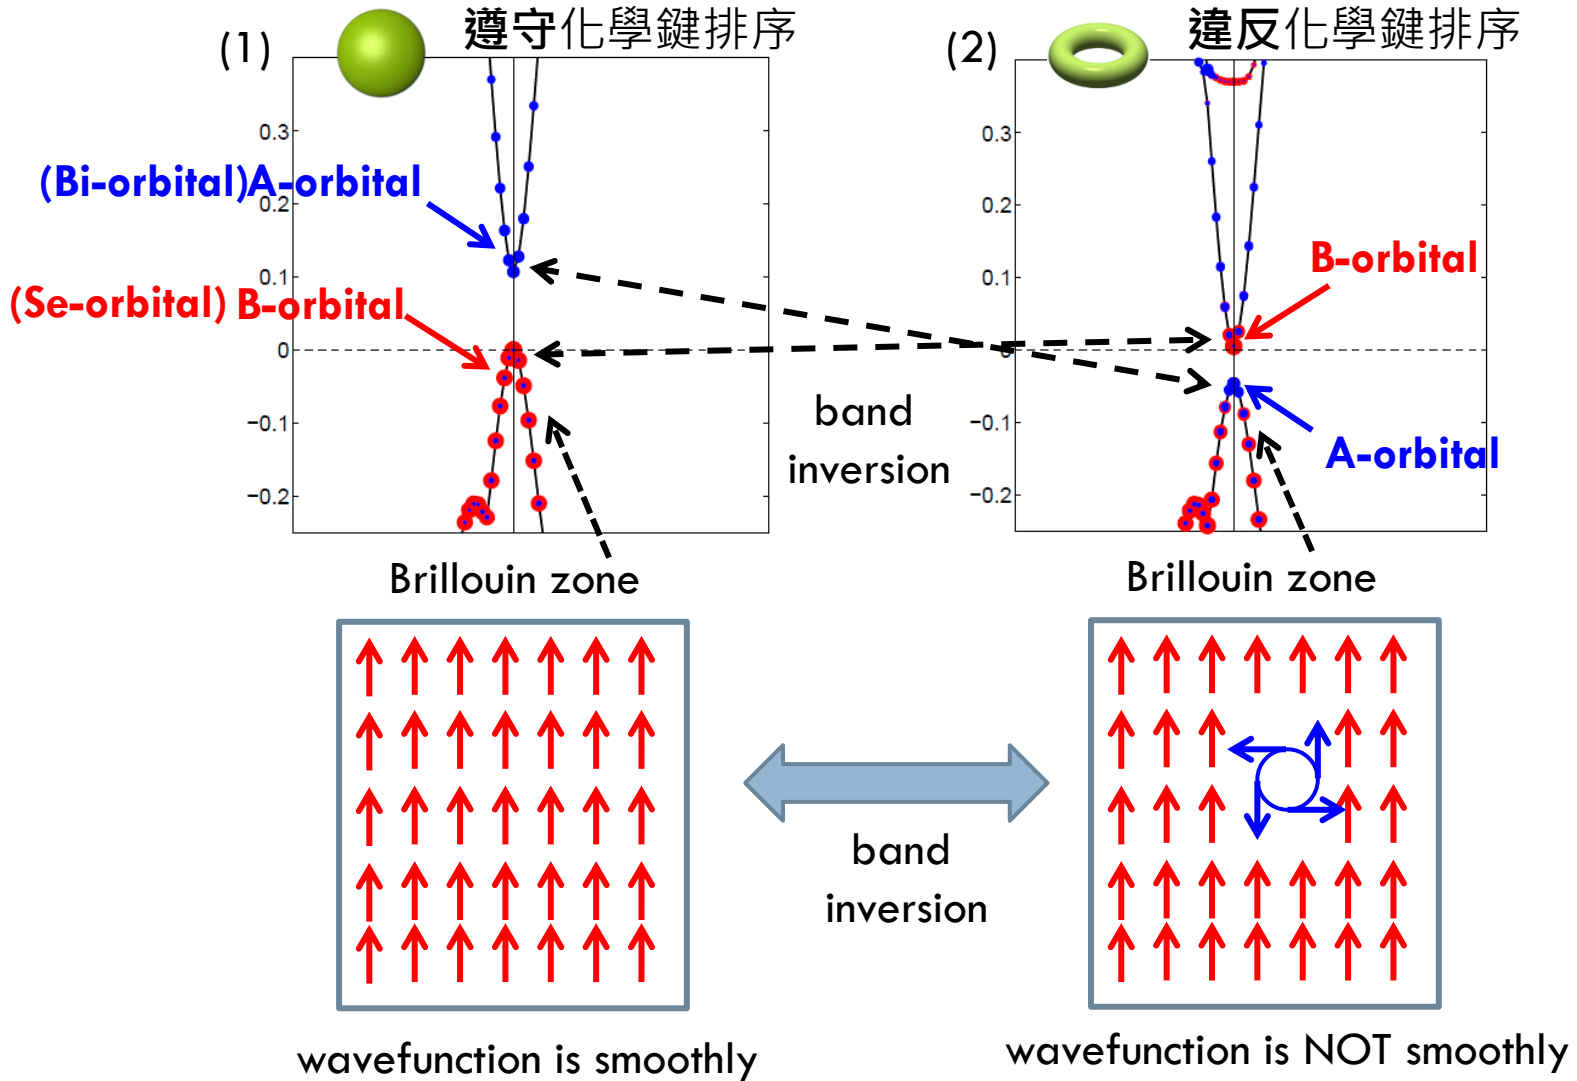 (1)
遵守化學鍵排序
(2)
違反化學鍵排序
0.3
0.2
0.1
0
−0.1
−0.2
(Bi-orbital)A-orbital
(Se-orbital) B-orbital
0.3
0.2
0.1
0
−0.1
−0.2
B-orbital
A-orbital
band
inversion
Brillouin zone
Brillouin zone
band
inversion
wavefunction is smoothly
wavefunction is NOT smoothly